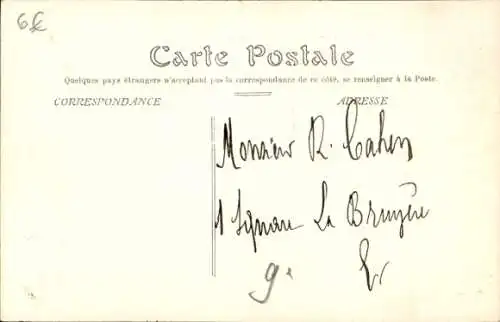 Carte Postale
Quelques pays étrangers n'acceptant pas la correspondance de ce côté, se renseigner à la Poste.
CORRESPONDANCE ADRESSE
Monsieur R. Cahen
1 Square La Bruyère
9e